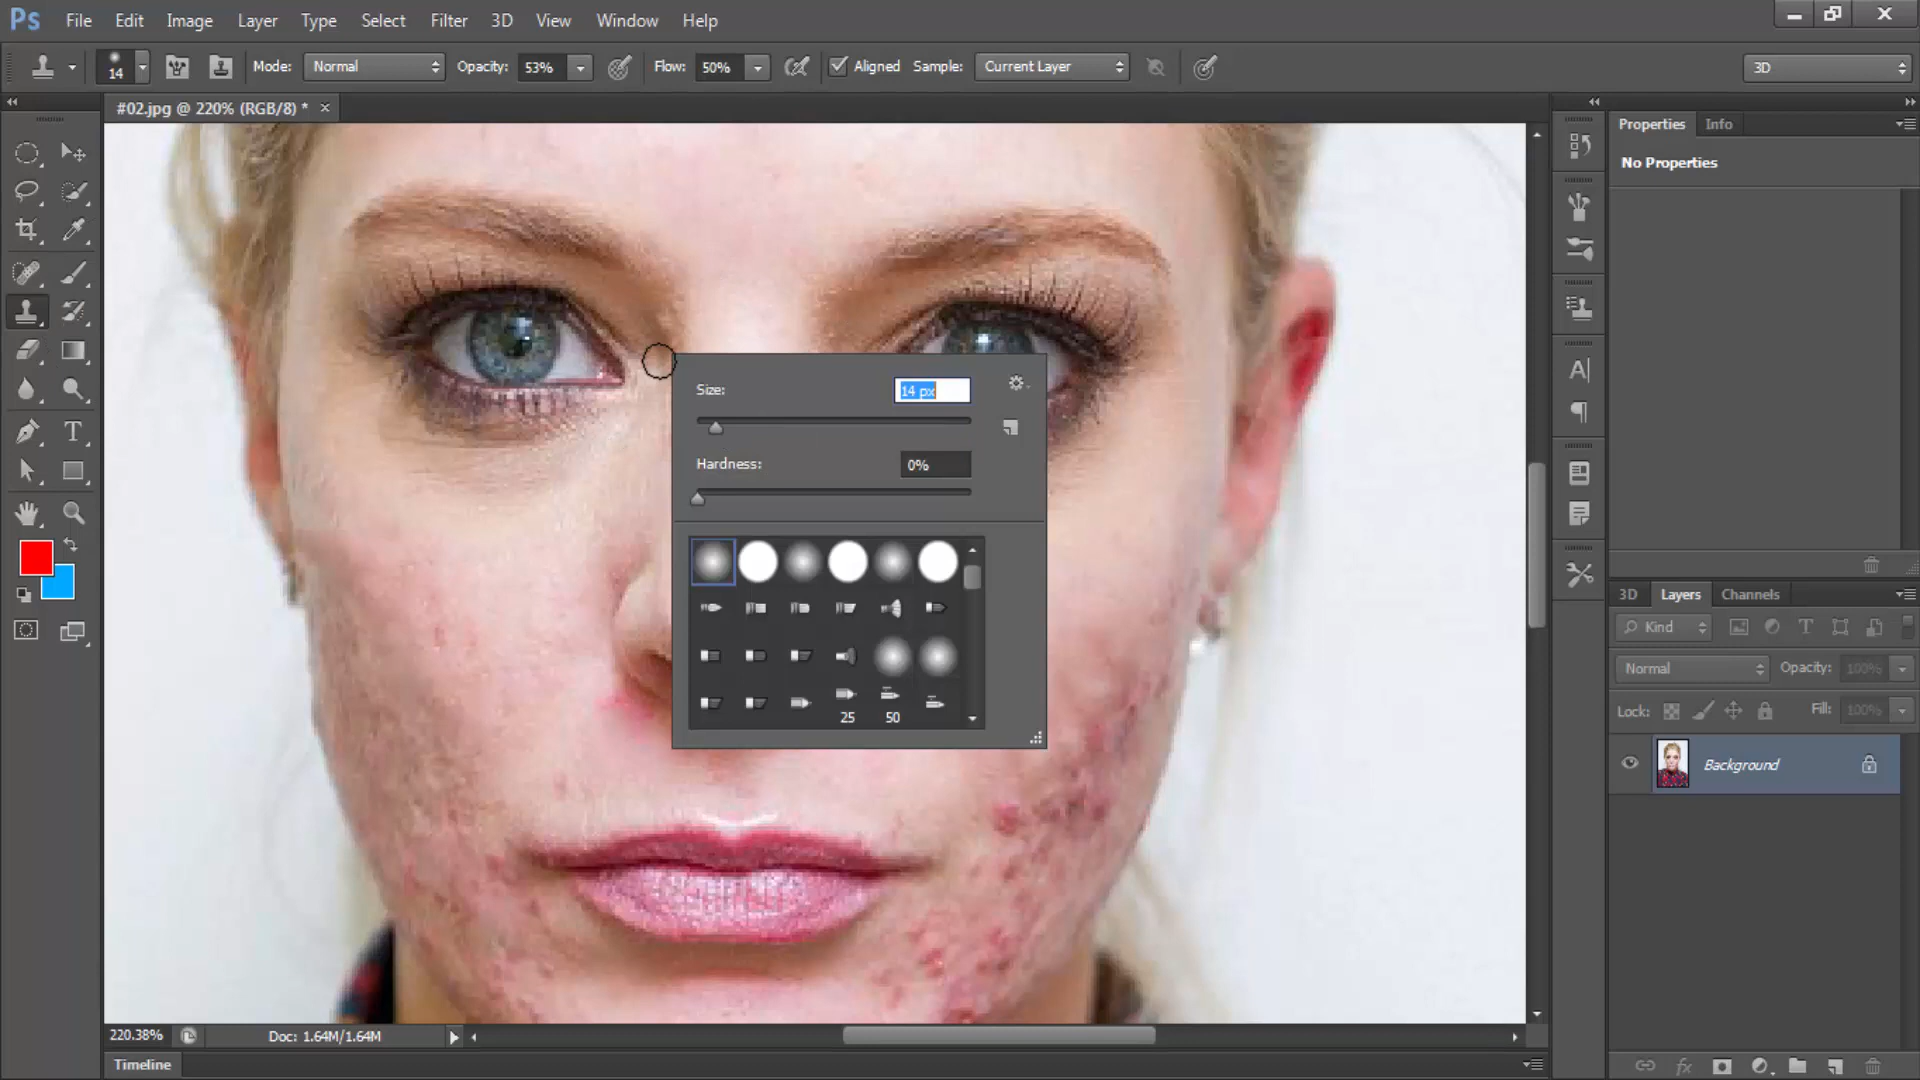 Ps File Edit Image Layer Type Select Filter 3D View Window Help
14 Mode: Normal Opacity: 53% Flow: 50% Aligned Sample: Current Layer 3D
#02.jpg @ 220% (RGB/8) * ×
Properties Info
No Properties
Size: 14 px
Hardness: 0%
25 50
3D Layers Channels
Kind
Normal Opacity: 100%
Lock: Fill: 100%
Background
220.38% Doc: 1.64M/1.64M
Timeline